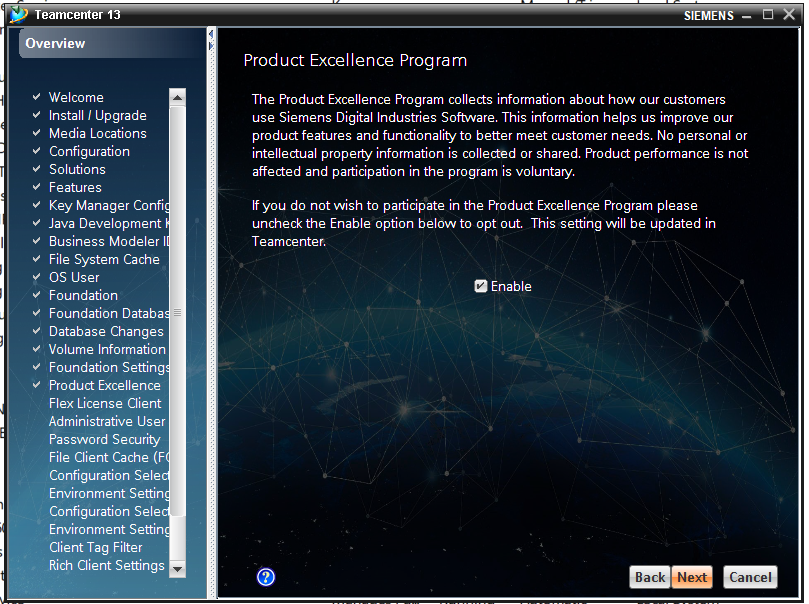 Teamcenter 13
SIEMENS
Overview
Welcome
Install / Upgrade
Media Locations
Configuration
Solutions
Features
Key Manager Config
Java Development
Business Modeler
File System Cache
OS User
Foundation
Foundation Databas
Database Changes
Volume Information
Foundation Settings
Product Excellence
Flex License Client
Administrative User
Password Security
File Client Cache (FC
Configuration Select
Environment Setting
Configuration Select
Environment Setting
Client Tag Filter
Rich Client Settings
Product Excellence Program
The Product Excellence Program collects information about how our customers
use Siemens Digital Industries Software. This information helps us improve our
product features and functionality to better meet customer needs. No personal or
intellectual property information is collected or shared. Product performance is not
affected and participation in the program is voluntary.
If you do not wish to participate in the Product Excellence Program please
uncheck the Enable option below to opt out. This setting will be updated in
Teamcenter.
Enable
?
Back
Next
Cancel